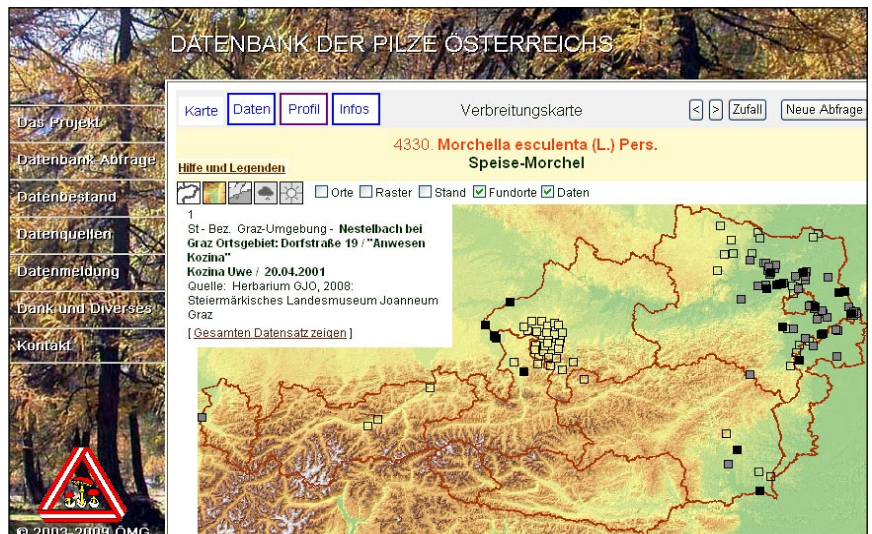 DATENBANK DER PILZE ÖSTERREICHS
Das Projekt
Datenbank Abfrage
Datenbestand
Datenquellen
Datenmeldung
Dank und Diverses
Kontakt
© 2003-2009 ÖMG
Karte Daten Profil Infos Verbreitungskarte < > Zufall Neue Abfrage
4330. Morchella esculenta (L.) Pers.
Speise-Morchel
Hilfe und Legenden
Orte Raster Stand Fundorte Daten
1
St - Bez. Graz-Umgebung - Nestelbach bei
Graz Ortsgebiet: Dorfstraße 19 / "Anwesen
Kozina"
Kozina Uwe / 20.04.2001
Quelle: Herbarium GJO, 2008:
Steiermärkisches Landesmuseum Joanneum
Graz
[ Gesamten Datensatz zeigen ]